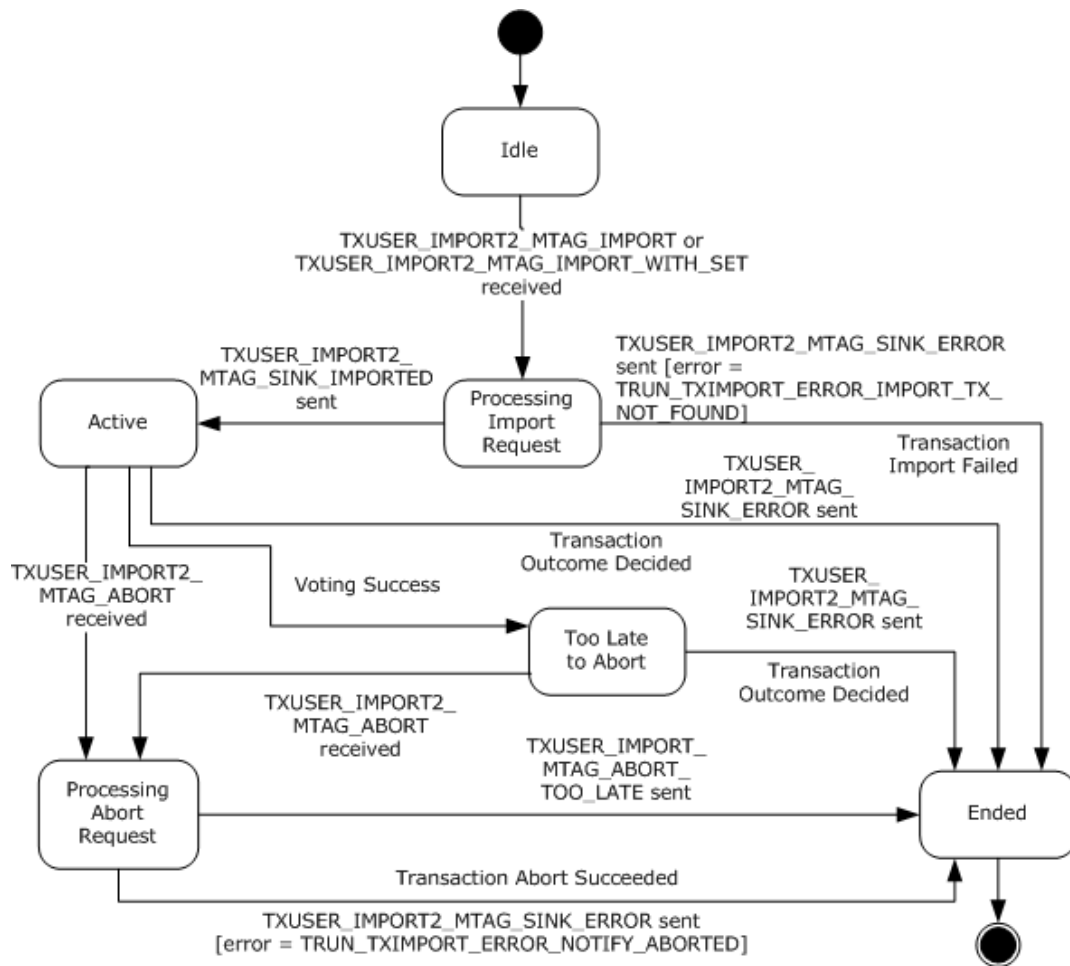 Idle
TXUSER_IMPORT2_MTAG_IMPORT or
TXUSER_IMPORT2_MTAG_IMPORT_WITH_SET
received
TXUSER_IMPORT2_
MTAG_SINK_IMPORTED
sent
TXUSER_IMPORT2_MTAG_SINK_ERROR
sent [error =
TRUN_TXIMPORT_ERROR_IMPORT_TX_
NOT_FOUND]
Active
Processing
Import
Request
Transaction
Import Failed
TXUSER_
IMPORT2_MTAG_
SINK_ERROR sent
Transaction
Outcome Decided
TXUSER_IMPORT2_
MTAG_ABORT
received
Voting Success
TXUSER_
IMPORT2_MTAG_
SINK_ERROR sent
Too Late
to Abort
Transaction
Outcome Decided
TXUSER_IMPORT2_
MTAG_ABORT
received
TXUSER_IMPORT_
MTAG_ABORT_
TOO_LATE sent
Processing
Abort
Request
Ended
Transaction Abort Succeeded
TXUSER_IMPORT2_MTAG_SINK_ERROR sent
[error = TRUN_TXIMPORT_ERROR_NOTIFY_ABORTED]